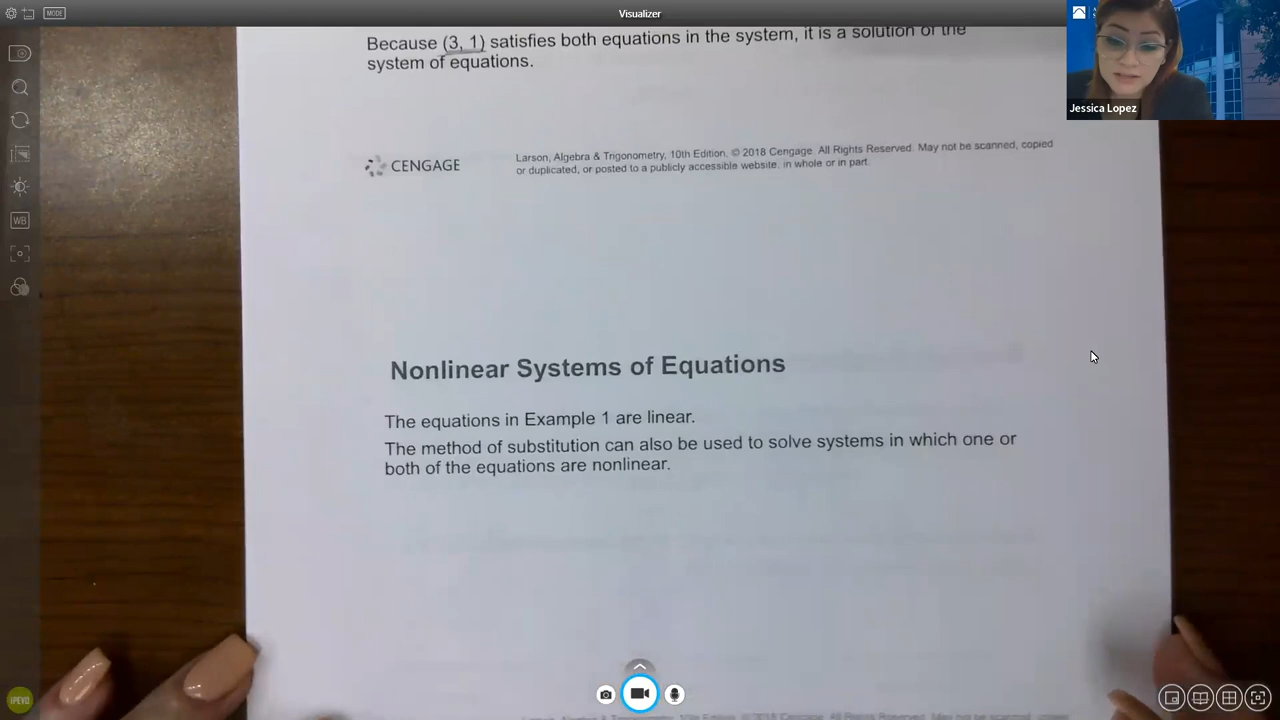 MODE
Visualizer
Jessica Lopez
Because (3, 1) satisfies both equations in the system, it is a solution of the
system of equations.
CENGAGE
Larson, Algebra & Trigonometry, 10th Edition, © 2018 Cengage. All Rights Reserved. May not be scanned, copied
or duplicated, or posted to a publicly accessible website, in whole or in part.
WB
Nonlinear Systems of Equations
The equations in Example 1 are linear.
The method of substitution can also be used to solve systems in which one or
both of the equations are nonlinear.
IPEVO